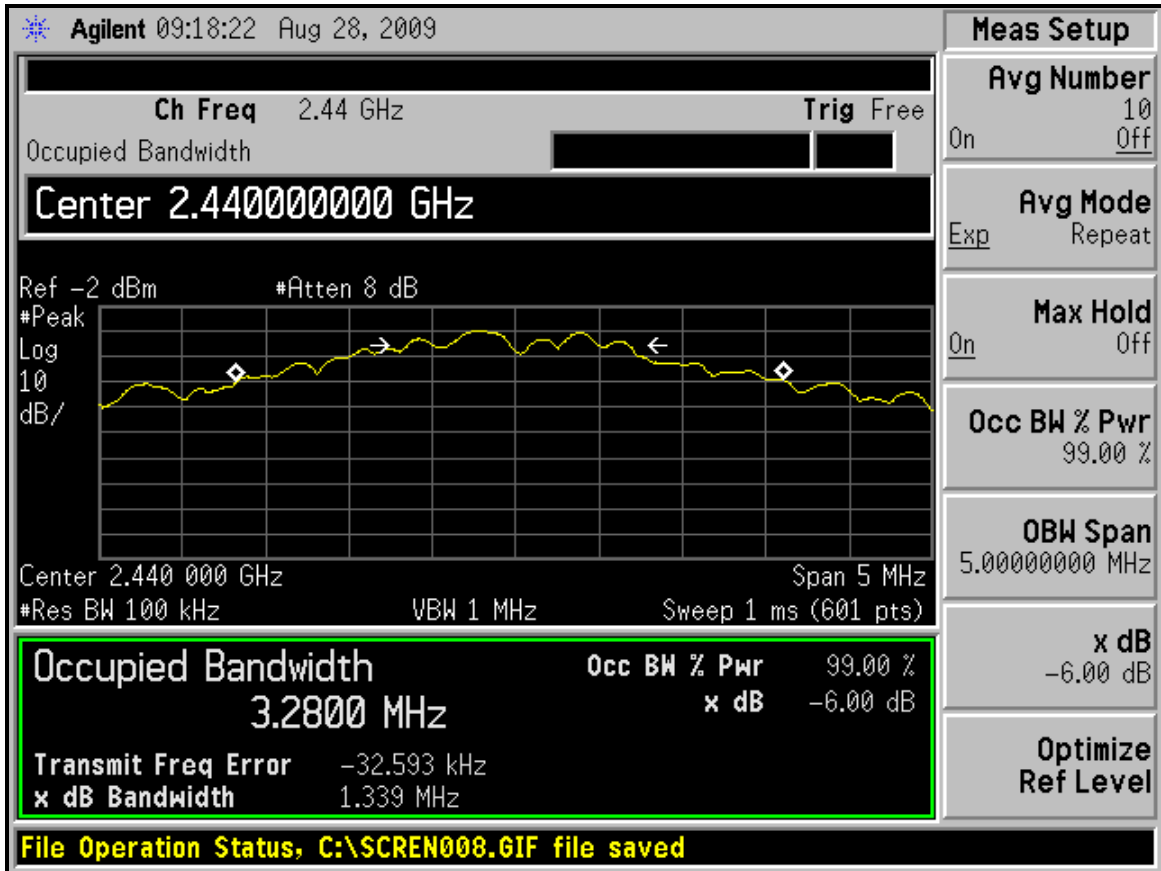 Agilent 09:18:22 Aug 28, 2009
Meas Setup
Ch Freq 2.44 GHz Trig Free
Occupied Bandwidth
Center 2.440000000 GHz
Ref -2 dBm #Atten 8 dB
#Peak
Log
10
dB/
Center 2.440 000 GHz Span 5 MHz
#Res BW 100 kHz VBW 1 MHz Sweep 1 ms (601 pts)
Occupied Bandwidth Occ BW % Pwr 99.00 %
3.2800 MHz x dB -6.00 dB
Transmit Freq Error -32.593 kHz
x dB Bandwidth 1.339 MHz
File Operation Status, C:\SCREN008.GIF file saved
Avg Number
10
On Off
Avg Mode
Exp Repeat
Max Hold
On Off
Occ BW % Pwr
99.00 %
OBW Span
5.00000000 MHz
x dB
-6.00 dB
Optimize
Ref Level